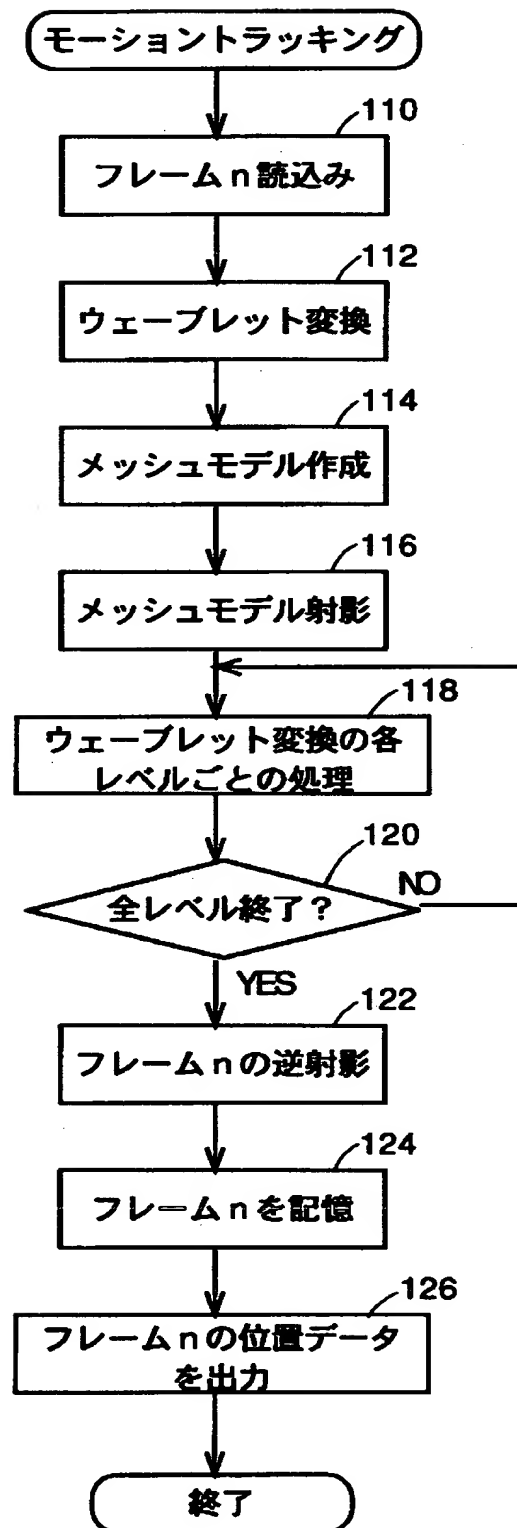 モーショントラッキング
110
フレームn読込み
112
ウェーブレット変換
114
メッシュモデル作成
116
メッシュモデル射影
118
ウェーブレット変換の各
レベルごとの処理
120
全レベル終了?
NO
YES
122
フレームnの逆射影
124
フレームnを記憶
126
フレームnの位置データ
を出力
終了